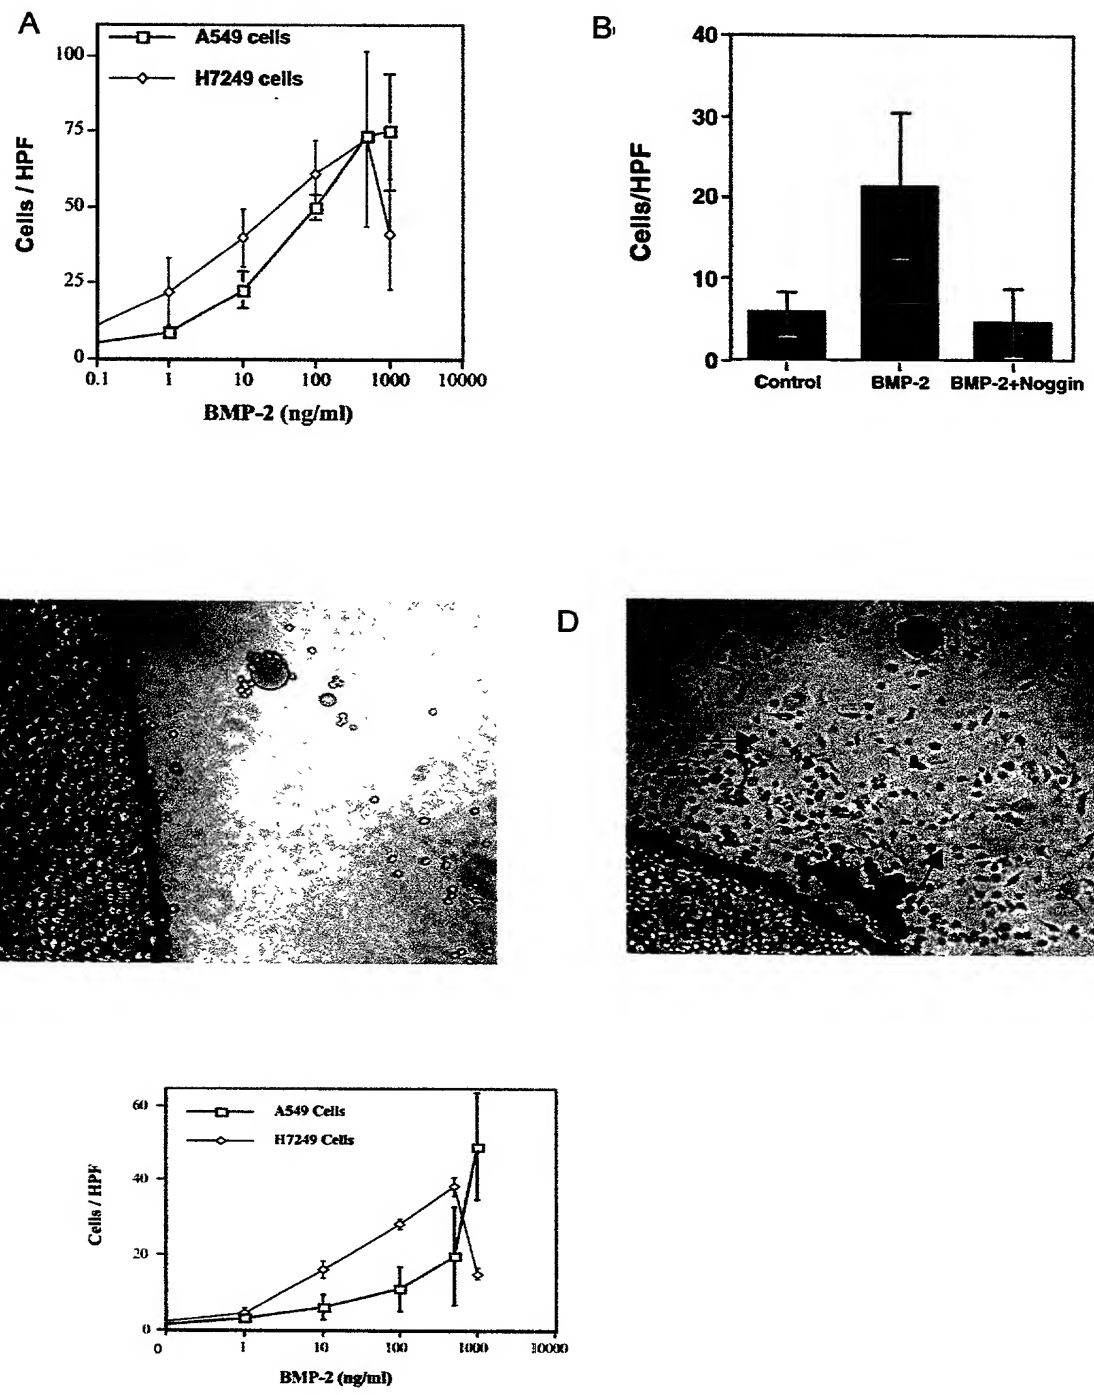 A
A549 cells
H7249 cells
100
75
50
25
0
Cells / HPF
0.1 1 10 100 1000 10000
BMP-2 (ng/ml)
B
40
30
20
10
0
Cells/HPF
Control BMP-2 BMP-2+Noggin
D
A549 Cells
H7249 Cells
60
40
20
0
Cells / HPF
0 1 10 100 1000 10000
BMP-2 (ng/ml)